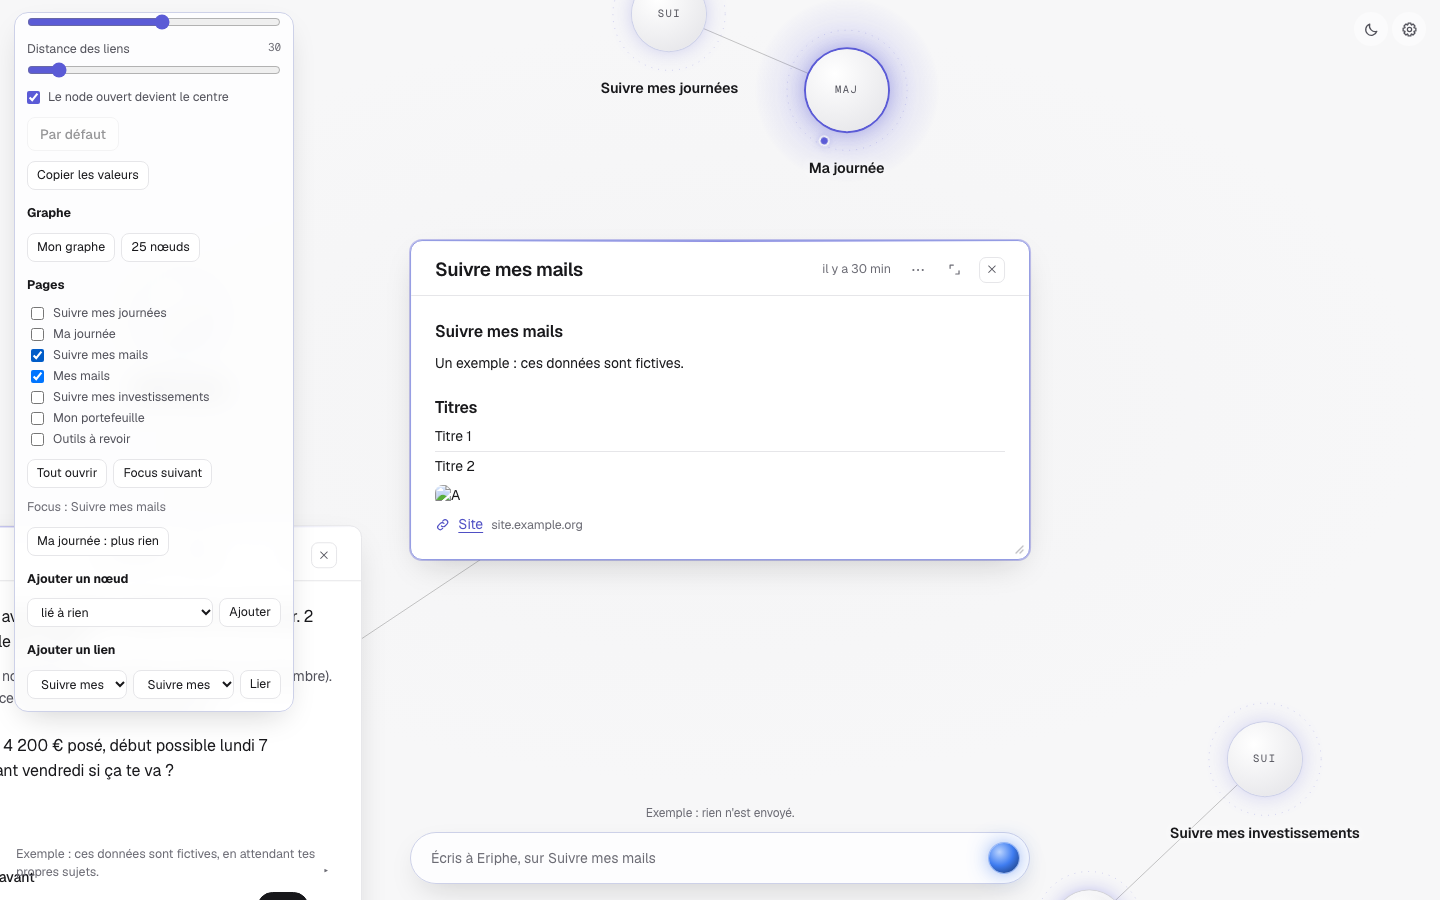 Distance des liens 30
Le node ouvert devient le centre
Par défaut
Copier les valeurs
Graphe
Mon graphe 25 nœuds
Pages
Suivre mes journées
Ma journée
Suivre mes mails
Mes mails
Suivre mes investissements
Mon portefeuille
Outils à revoir
Tout ouvrir Focus suivant
Focus : Suivre mes mails
Ma journée : plus rien
Ajouter un nœud
lié à rien Ajouter
Ajouter un lien
Suivre mes Suivre mes Lier
r. 2
le
mbre).
ce
4 200 € posé, début possible lundi 7
ant vendredi si ça te va ?
Exemple : ces données sont fictives, en attendant tes
propres sujets.
avant
SUI
Suivre mes journées
MAJ
Ma journée
Suivre mes mails il y a 30 min
Suivre mes mails
Un exemple : ces données sont fictives.
Titres
Titre 1
Titre 2
A
Site site.example.org
Exemple : rien n'est envoyé.
Écris à Eriphe, sur Suivre mes mails
SUI
Suivre mes investissements